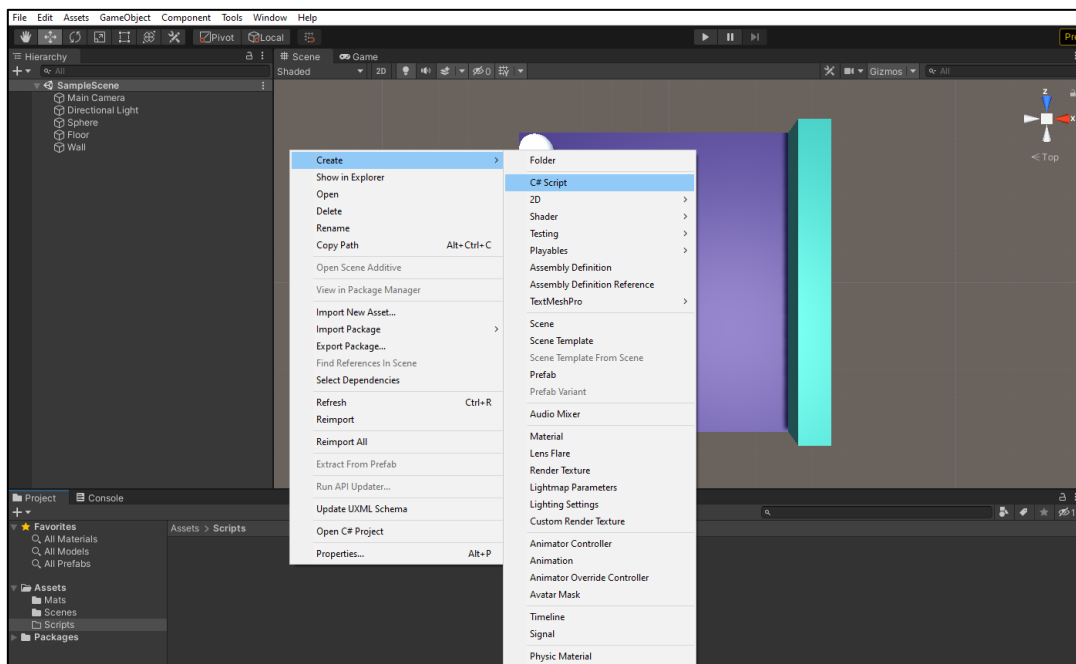 File Edit Assets GameObject Component Tools Window Help
Pivot Local
Pre
Hierarchy
All
SampleScene
Main Camera
Directional Light
Sphere
Floor
Wall
Scene Game
Shaded 2D 0 Gizmos All
z
x
Top
Create
Show in Explorer
Open
Delete
Rename
Copy Path Alt+Ctrl+C
Open Scene Additive
View in Package Manager
Import New Asset...
Import Package
Export Package...
Find References In Scene
Select Dependencies
Refresh Ctrl+R
Reimport
Reimport All
Extract From Prefab
Run API Updater...
Update UXML Schema
Open C# Project
Properties... Alt+P
Folder
C# Script
2D
Shader
Testing
Playables
Assembly Definition
Assembly Definition Reference
TextMeshPro
Scene
Scene Template
Scene Template From Scene
Prefab
Prefab Variant
Audio Mixer
Material
Lens Flare
Render Texture
Lightmap Parameters
Lighting Settings
Custom Render Texture
Animator Controller
Animation
Animator Override Controller
Avatar Mask
Timeline
Signal
Physic Material
Project Console
Favorites
All Materials
All Models
All Prefabs
Assets
Mats
Scenes
Scripts
Packages
Assets > Scripts